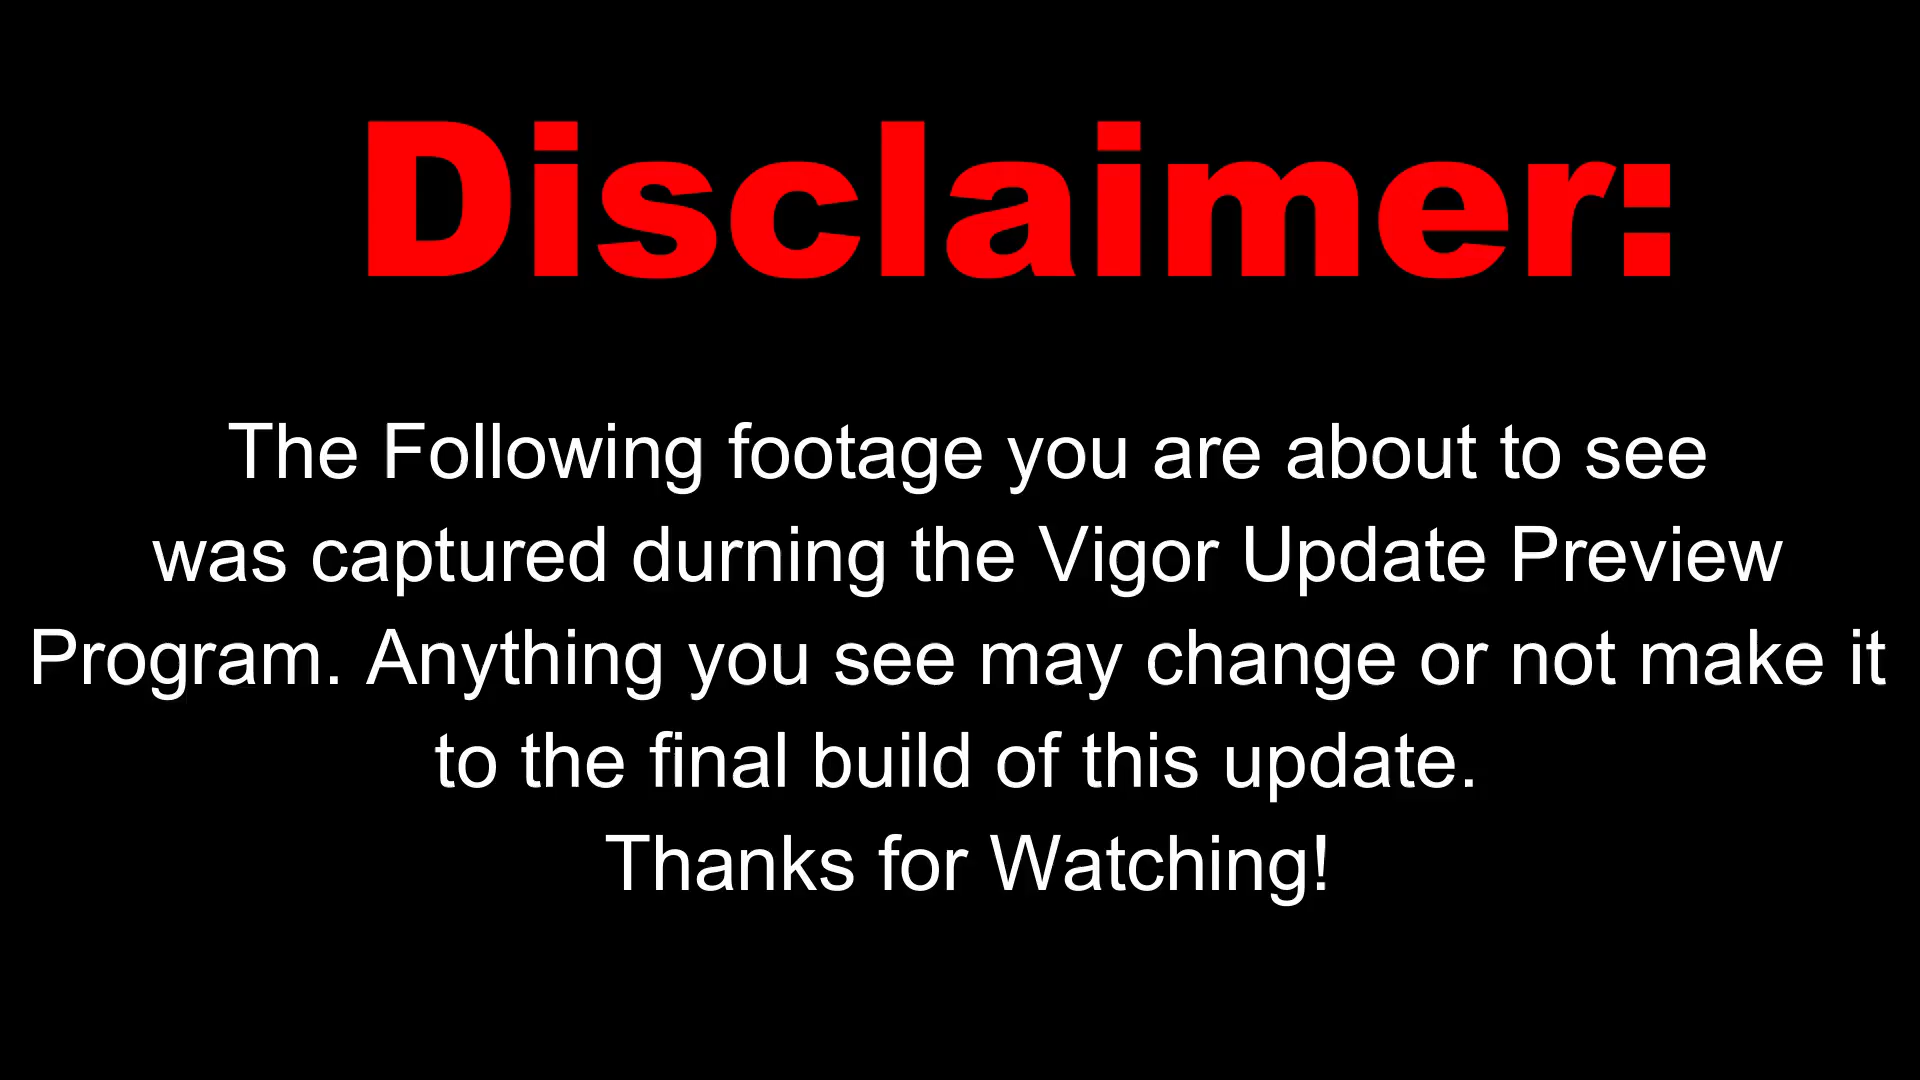 Disclaimer:
The Following footage you are about to see
was captured durning the Vigor Update Preview
Program. Anything you see may change or not make it
to the final build of this update.
Thanks for Watching!